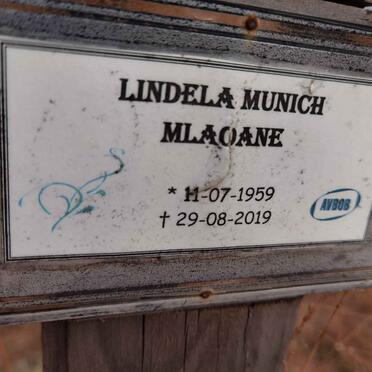 LINDELA MUNICH
MLAOANE
* 11-07-1959
† 29-08-2019
AVBOB